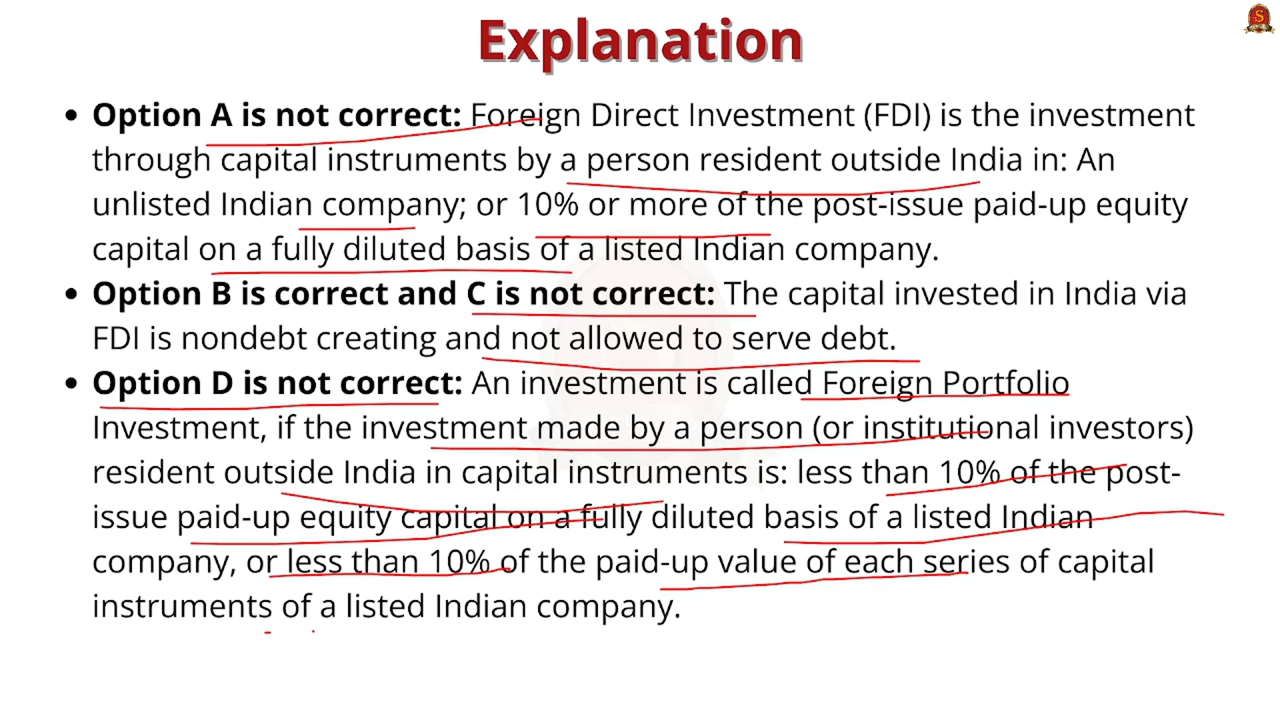 Explanation
• Option A is not correct: Foreign Direct Investment (FDI) is the investment
through capital instruments by a person resident outside India in: An
unlisted Indian company; or 10% or more of the post-issue paid-up equity
capital on a fully diluted basis of a listed Indian company.
• Option B is correct and C is not correct: The capital invested in India via
FDI is nondebt creating and not allowed to serve debt.
• Option D is not correct: An investment is called Foreign Portfolio
Investment, if the investment made by a person (or institutional investors)
resident outside India in capital instruments is: less than 10% of the post-
issue paid-up equity capital on a fully diluted basis of a listed Indian
company, or less than 10% of the paid-up value of each series of capital
instruments of a listed Indian company.